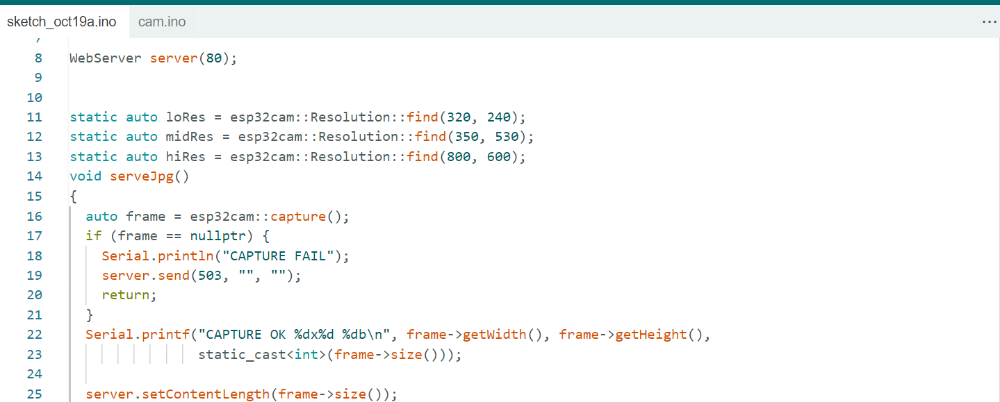 sketch_oct19a.ino cam.ino ...
7
8 WebServer server(80);
9
10
11 static auto loRes = esp32cam::Resolution::find(320, 240);
12 static auto midRes = esp32cam::Resolution::find(350, 530);
13 static auto hiRes = esp32cam::Resolution::find(800, 600);
14 void serveJpg()
15 {
16   auto frame = esp32cam::capture();
17   if (frame == nullptr) {
18     Serial.println("CAPTURE FAIL");
19     server.send(503, "", "");
20     return;
21   }
22   Serial.printf("CAPTURE OK %dx%d %db\n", frame->getWidth(), frame->getHeight(),
23                 static_cast<int>(frame->size()));
24
25   server.setContentLength(frame->size());